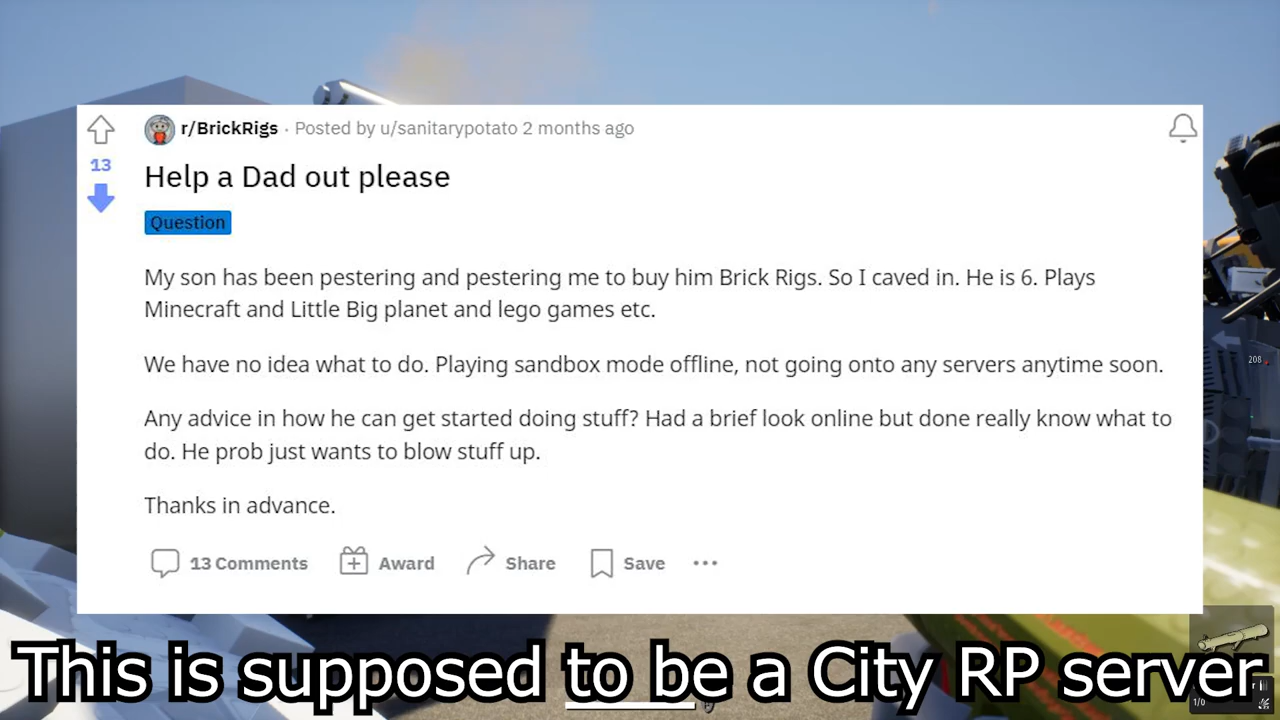 r/BrickRigs · Posted by u/sanitarypotato 2 months ago
13
Help a Dad out please
Question
My son has been pestering and pestering me to buy him Brick Rigs. So I caved in. He is 6. Plays
Minecraft and Little Big planet and lego games etc.
We have no idea what to do. Playing sandbox mode offline, not going onto any servers anytime soon.
Any advice in how he can get started doing stuff? Had a brief look online but done really know what to
do. He prob just wants to blow stuff up.
Thanks in advance.
13 Comments Award Share Save ...
208
This is supposed to be a City RP server
1/0